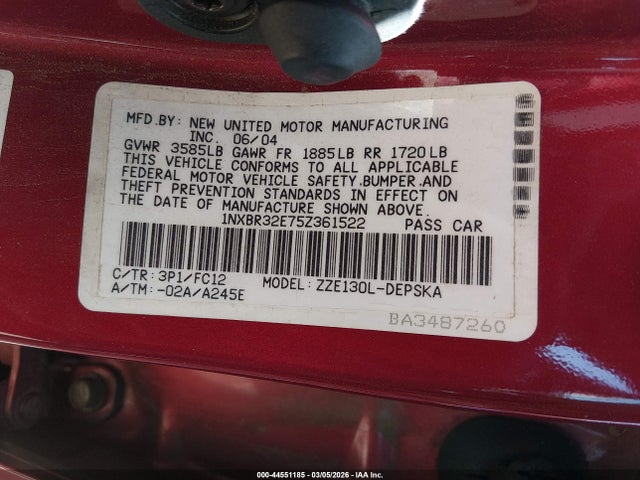 MFD.BY: NEW UNITED MOTOR MANUFACTURING
INC. 06/04
GVWR 3585LB GAWR FR 1885LB RR 1720LB
THIS VEHICLE CONFORMS TO ALL APPLICABLE
FEDERAL MOTOR VEHICLE SAFETY,BUMPER,AND
THEFT PREVENTION STANDARDS IN EFFECT ON
THE DATE OF MANUFACTURE SHOWN ABOVE.
1NXBR32E75Z361522 PASS CAR
C/TR: 3P1/FC12 MODEL: ZZE130L-DEPSKA
A/TM: -02A/A245E
BA3487260
000-44551185 - 03/05/2026 - IAA Inc.